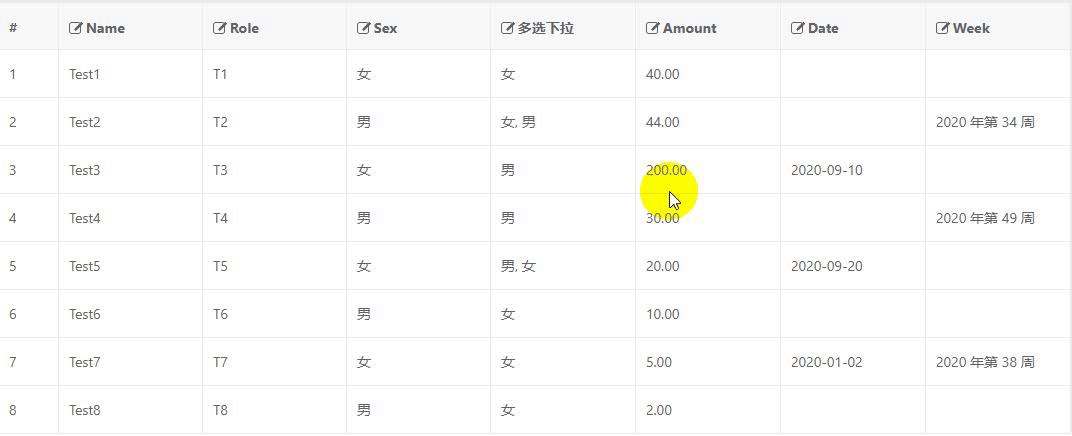 # Name Role Sex 多选下拉 Amount Date Week
1 Test1 T1 女 女 40.00
2 Test2 T2 男 女, 男 44.00 2020 年第 34 周
3 Test3 T3 女 男 200.00 2020-09-10
4 Test4 T4 男 男 30.00 2020 年第 49 周
5 Test5 T5 女 男, 女 20.00 2020-09-20
6 Test6 T6 男 女 10.00
7 Test7 T7 女 女 5.00 2020-01-02 2020 年第 38 周
8 Test8 T8 男 女 2.00